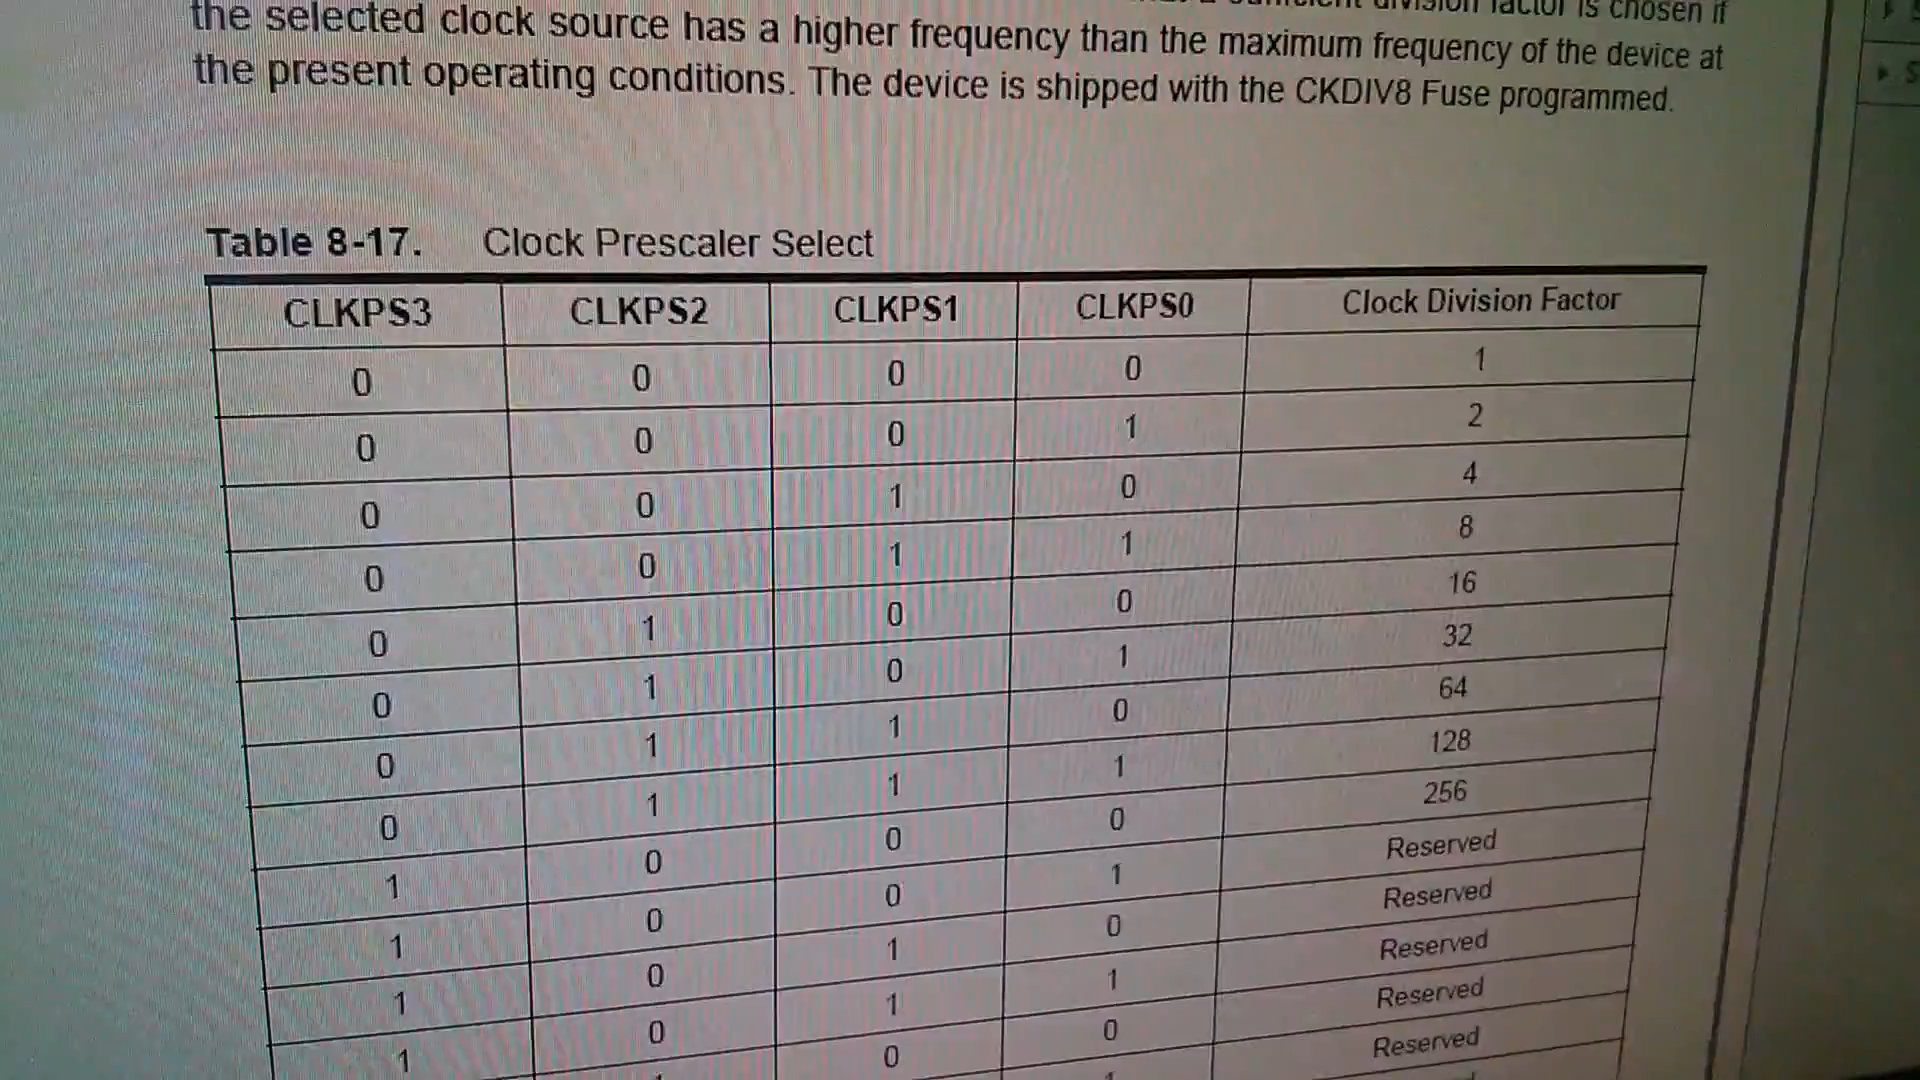 division factor is chosen if
the selected clock source has a higher frequency than the maximum frequency of the device at
the present operating conditions. The device is shipped with the CKDIV8 Fuse programmed.
Table 8-17. Clock Prescaler Select
CLKPS3 CLKPS2 CLKPS1 CLKPS0 Clock Division Factor
0 0 0 0 1
0 0 0 1 2
0 0 1 0 4
0 0 1 1 8
0 1 0 0 16
0 1 0 1 32
0 1 1 0 64
0 1 1 1 128
1 0 0 0 256
1 0 0 1 Reserved
1 0 1 0 Reserved
1 0 1 1 Reserved
1 0 0 Reserved
Reserved